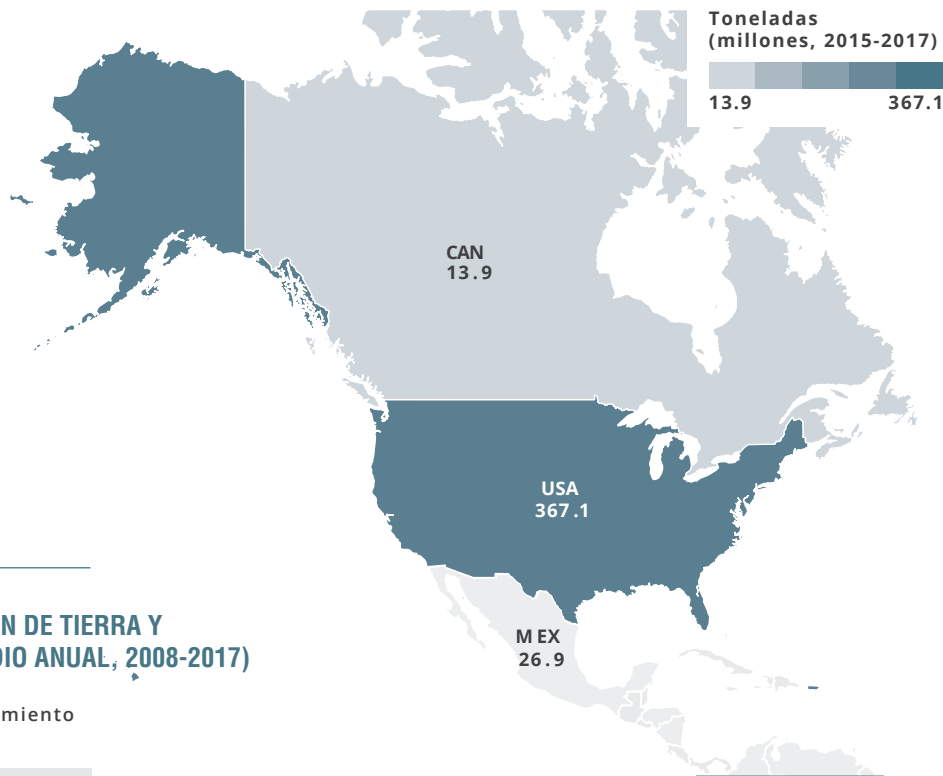 Toneladas
(millones, 2015-2017)
13.9 367.1
CAN
13.9
USA
367.1
MEX
26.9
N DE TIERRA Y
DIO ANUAL, 2008-2017)
miento